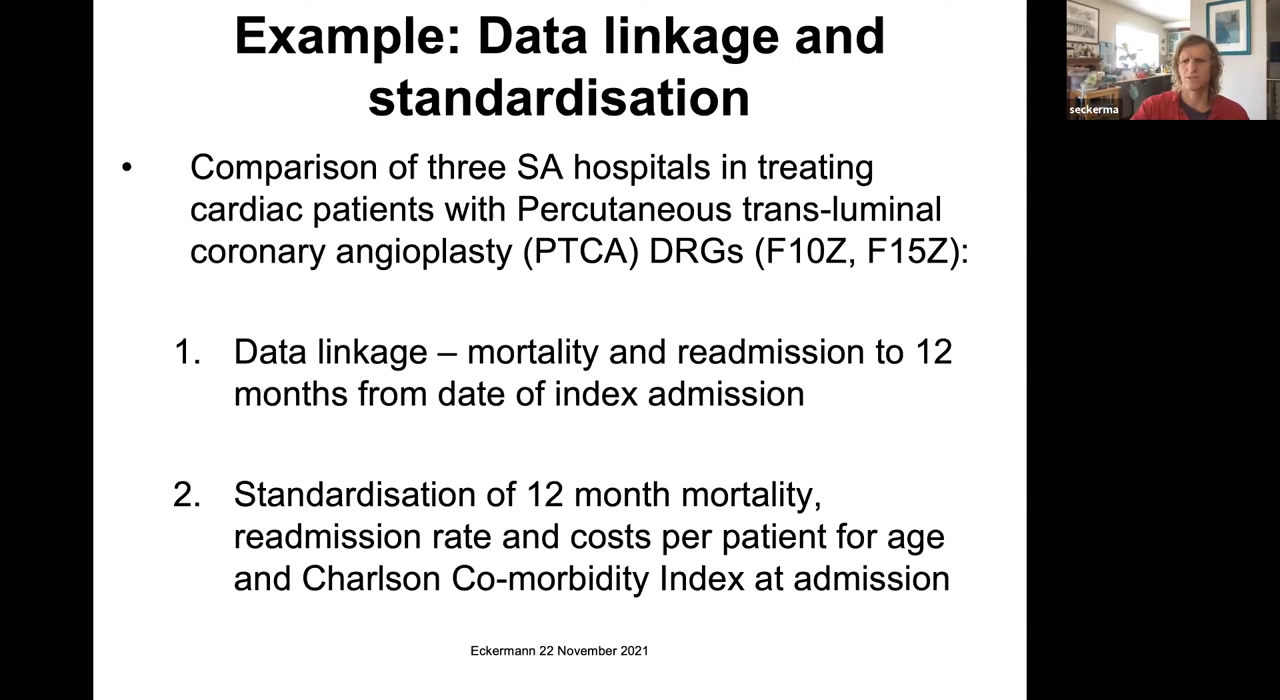 Example: Data linkage and
standardisation
• Comparison of three SA hospitals in treating
cardiac patients with Percutaneous trans-luminal
coronary angioplasty (PTCA) DRGs (F10Z, F15Z):
1. Data linkage – mortality and readmission to 12
months from date of index admission
2. Standardisation of 12 month mortality,
readmission rate and costs per patient for age
and Charlson Co-morbidity Index at admission
Eckermann 22 November 2021
seckerma